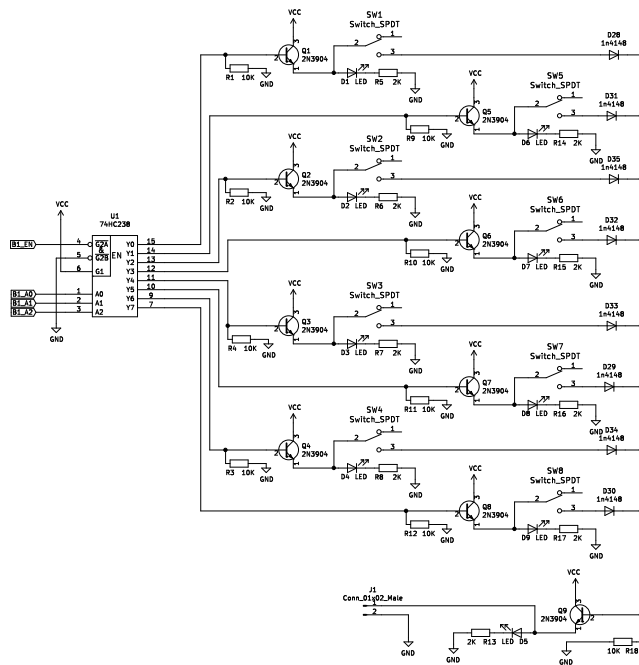 VCC
Q1
2N3904
R1 10K
GND
SW1
Switch_SPDT
D1 LED
R5 2K
GND
D28
1n4148
VCC
Q5
2N3904
R9 10K
GND
SW5
Switch_SPDT
D6 LED
R14 2K
GND
D31
1n4148
VCC
Q2
2N3904
R2 10K
GND
SW2
Switch_SPDT
D2 LED
R6 2K
GND
D35
1n4148
VCC
U1
74HC238
B1_EN
B1_A0
B1_A1
B1_A2
4 G2A
&
5 G2B
EN
6 G1
1 A0
2 A1
3 A2
Y0 15
Y1 14
Y2 13
Y3 12
Y4 11
Y5 10
Y6 9
Y7 7
GND
VCC
Q6
2N3904
R10 10K
GND
SW6
Switch_SPDT
D7 LED
R15 2K
GND
D32
1n4148
VCC
Q3
2N3904
R4 10K
GND
SW3
Switch_SPDT
D3 LED
R7 2K
GND
D33
1n4148
VCC
Q7
2N3904
R11 10K
GND
SW7
Switch_SPDT
D8 LED
R16 2K
GND
D29
1n4148
VCC
Q4
2N3904
R3 10K
GND
SW4
Switch_SPDT
D4 LED
R8 2K
GND
D34
1n4148
VCC
Q8
2N3904
R12 10K
GND
SW8
Switch_SPDT
D9 LED
R17 2K
GND
D30
1n4148
J1
Conn_01x02_Male
1
2
GND
VCC
Q9
2N3904
2K R13
LED D5
GND
10K R18
GND